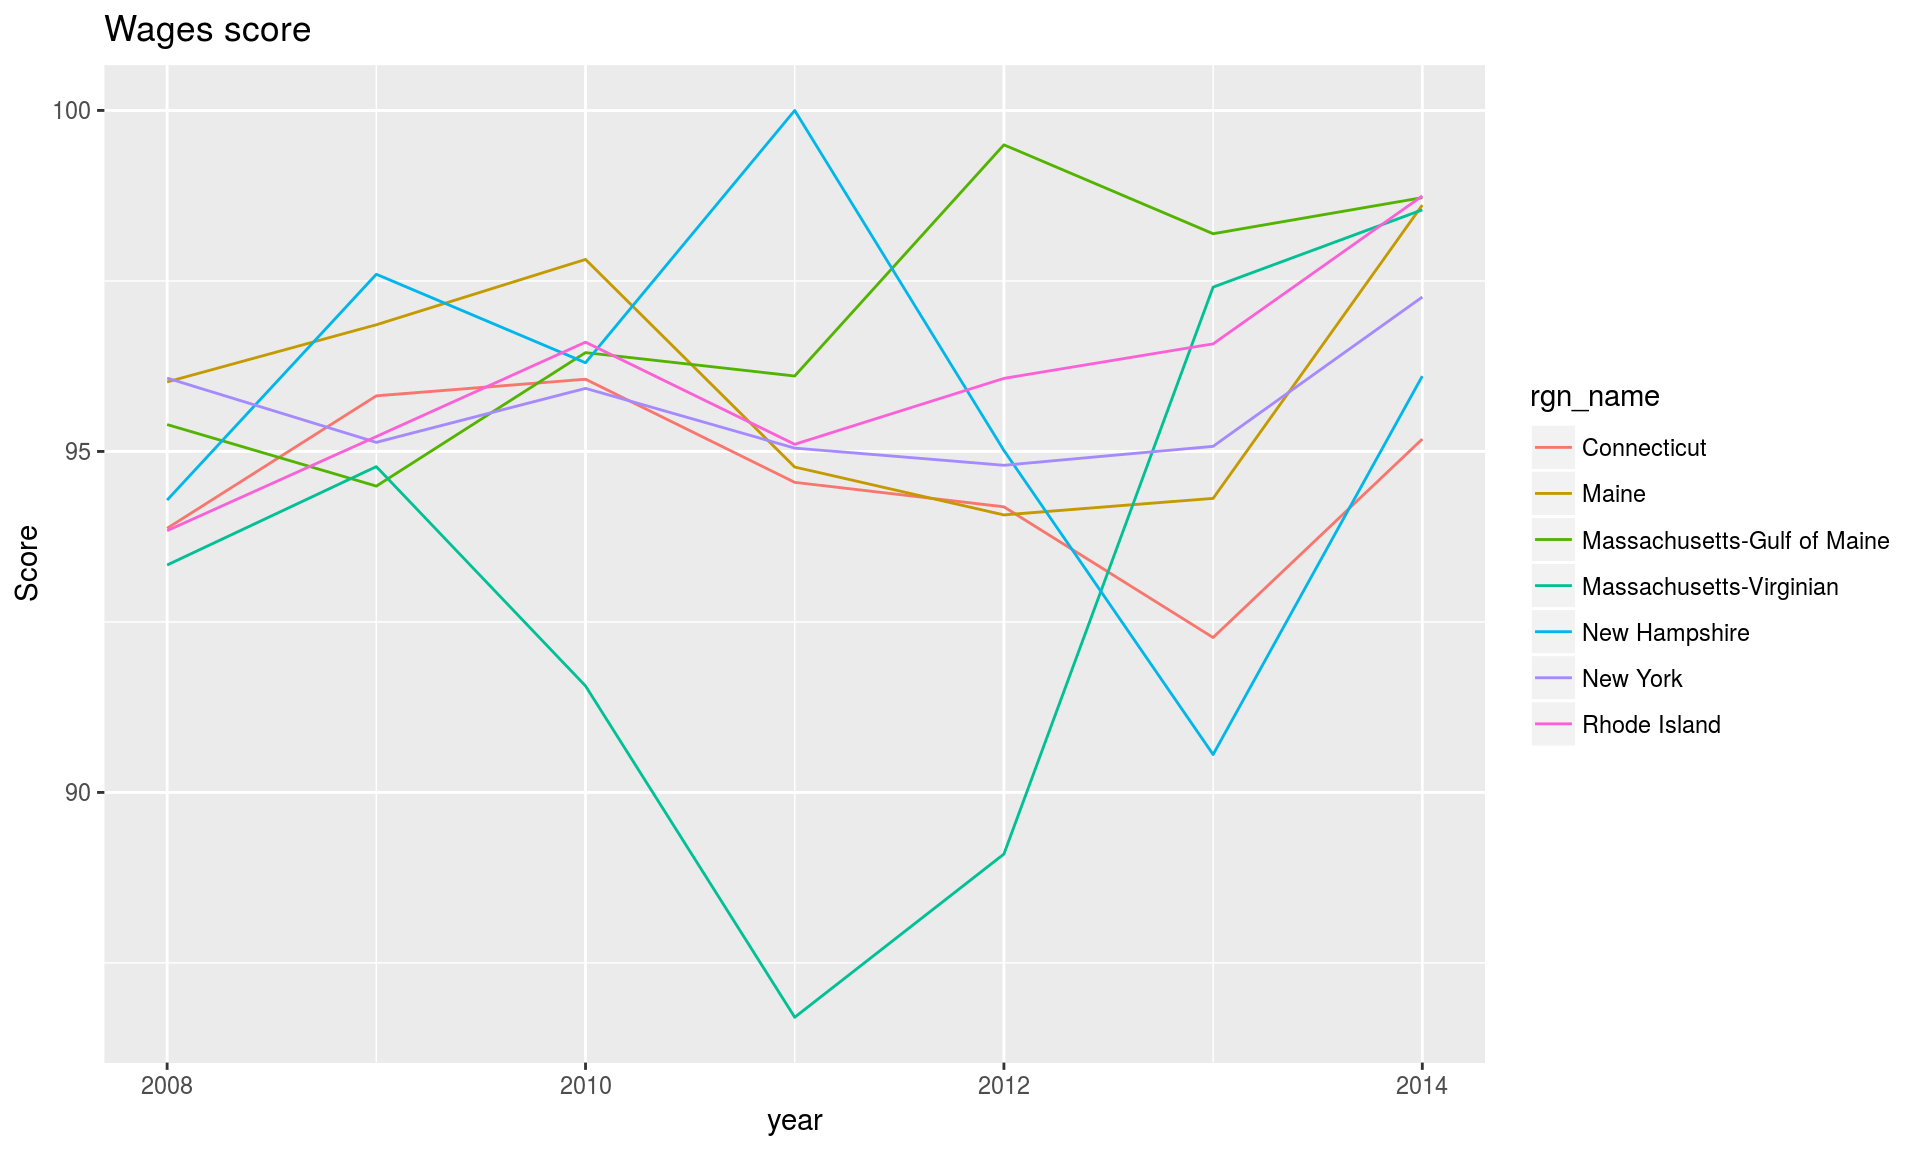 Wages score
100
95
90
Score
2008
2010
2012
2014
year
rgn_name
Connecticut
Maine
Massachusetts-Gulf of Maine
Massachusetts-Virginian
New Hampshire
New York
Rhode Island